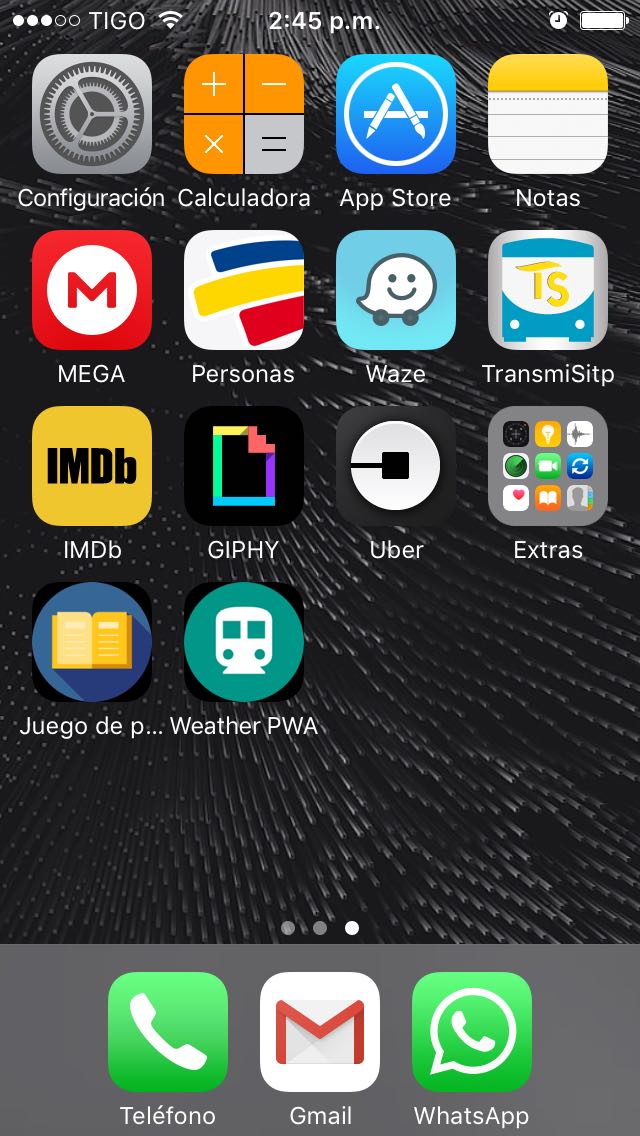 TIGO 2:45 p.m.
Configuración Calculadora App Store Notas
TS
MEGA Personas Waze TransmiSitp
IMDb
IMDb GIPHY Uber Extras
Juego de p... Weather PWA
Teléfono Gmail WhatsApp